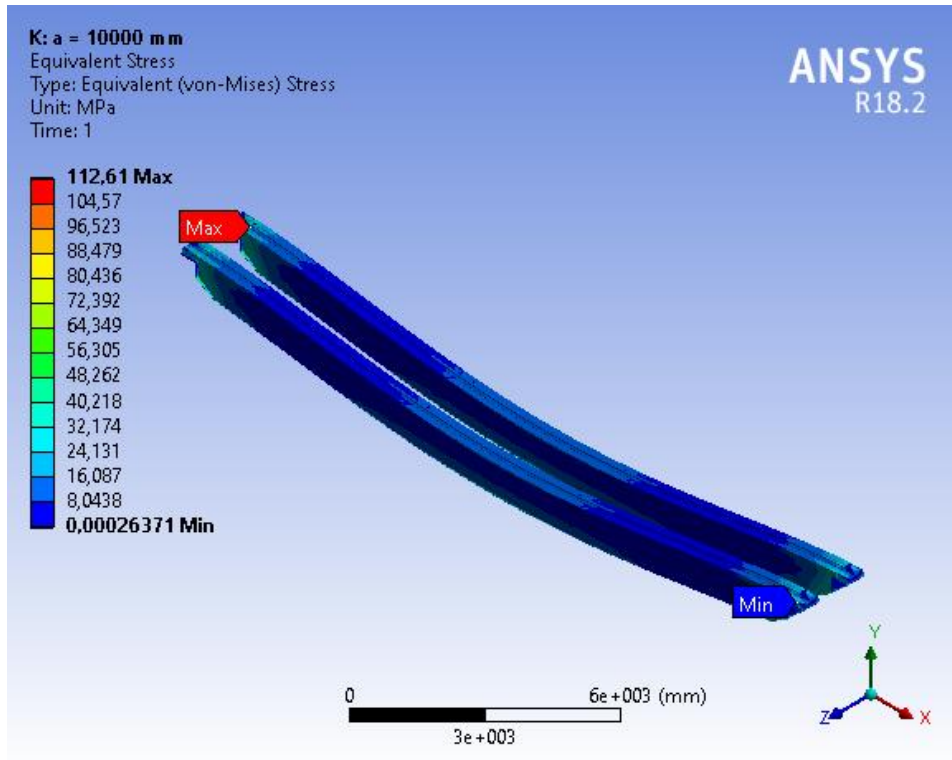 K: a = 10000 mm
Equivalent Stress
Type: Equivalent (von-Mises) Stress
Unit: MPa
Time: 1
ANSYS
R18.2
112,61 Max
104,57
96,523
88,479
80,436
72,392
64,349
56,305
48,262
40,218
32,174
24,131
16,087
8,0438
0,00026371 Min
Max
Min
0
6e+003 (mm)
3e+003
Y
Z
X